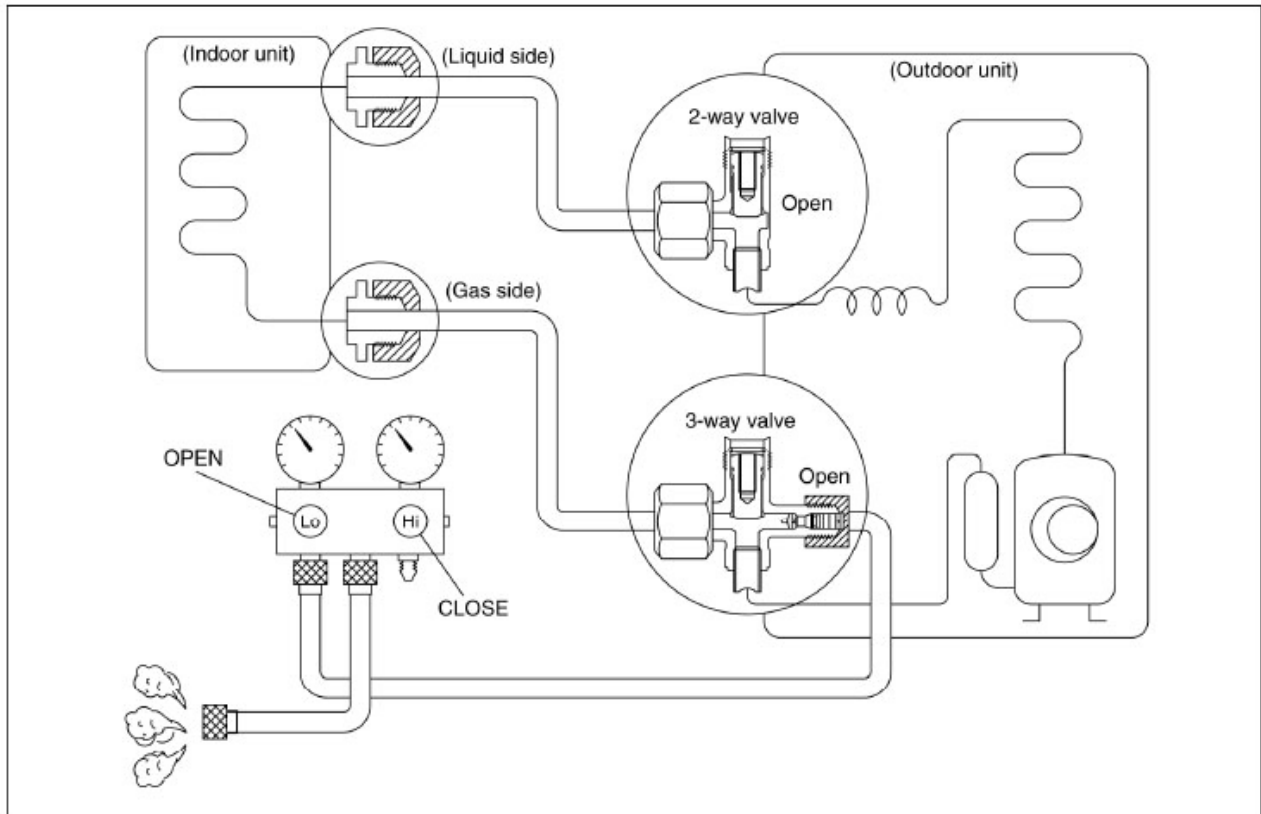 (Indoor unit)
(Liquid side)
(Outdoor unit)
2-way valve
Open
(Gas side)
3-way valve
Open
OPEN
Lo
Hi
CLOSE